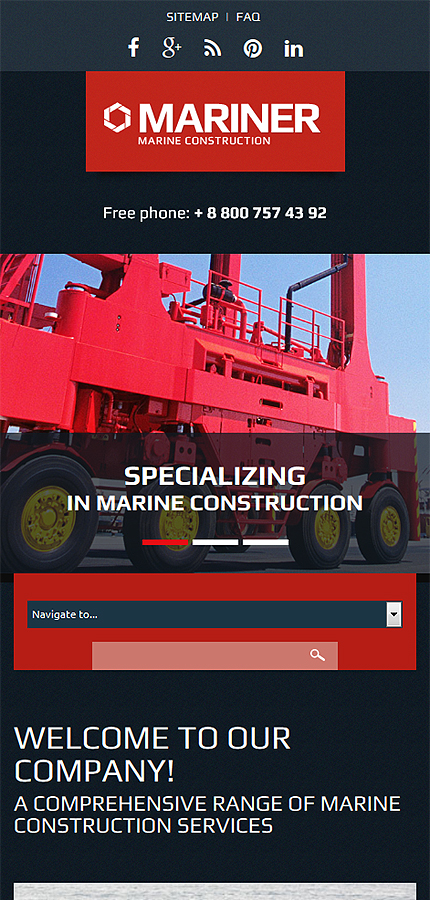 SITEMAP | FAQ
MARINER
MARINE CONSTRUCTION
Free phone: + 8 800 757 43 92
SPECIALIZING
IN MARINE CONSTRUCTION
Navigate to...
WELCOME TO OUR
COMPANY!
A COMPREHENSIVE RANGE OF MARINE
CONSTRUCTION SERVICES